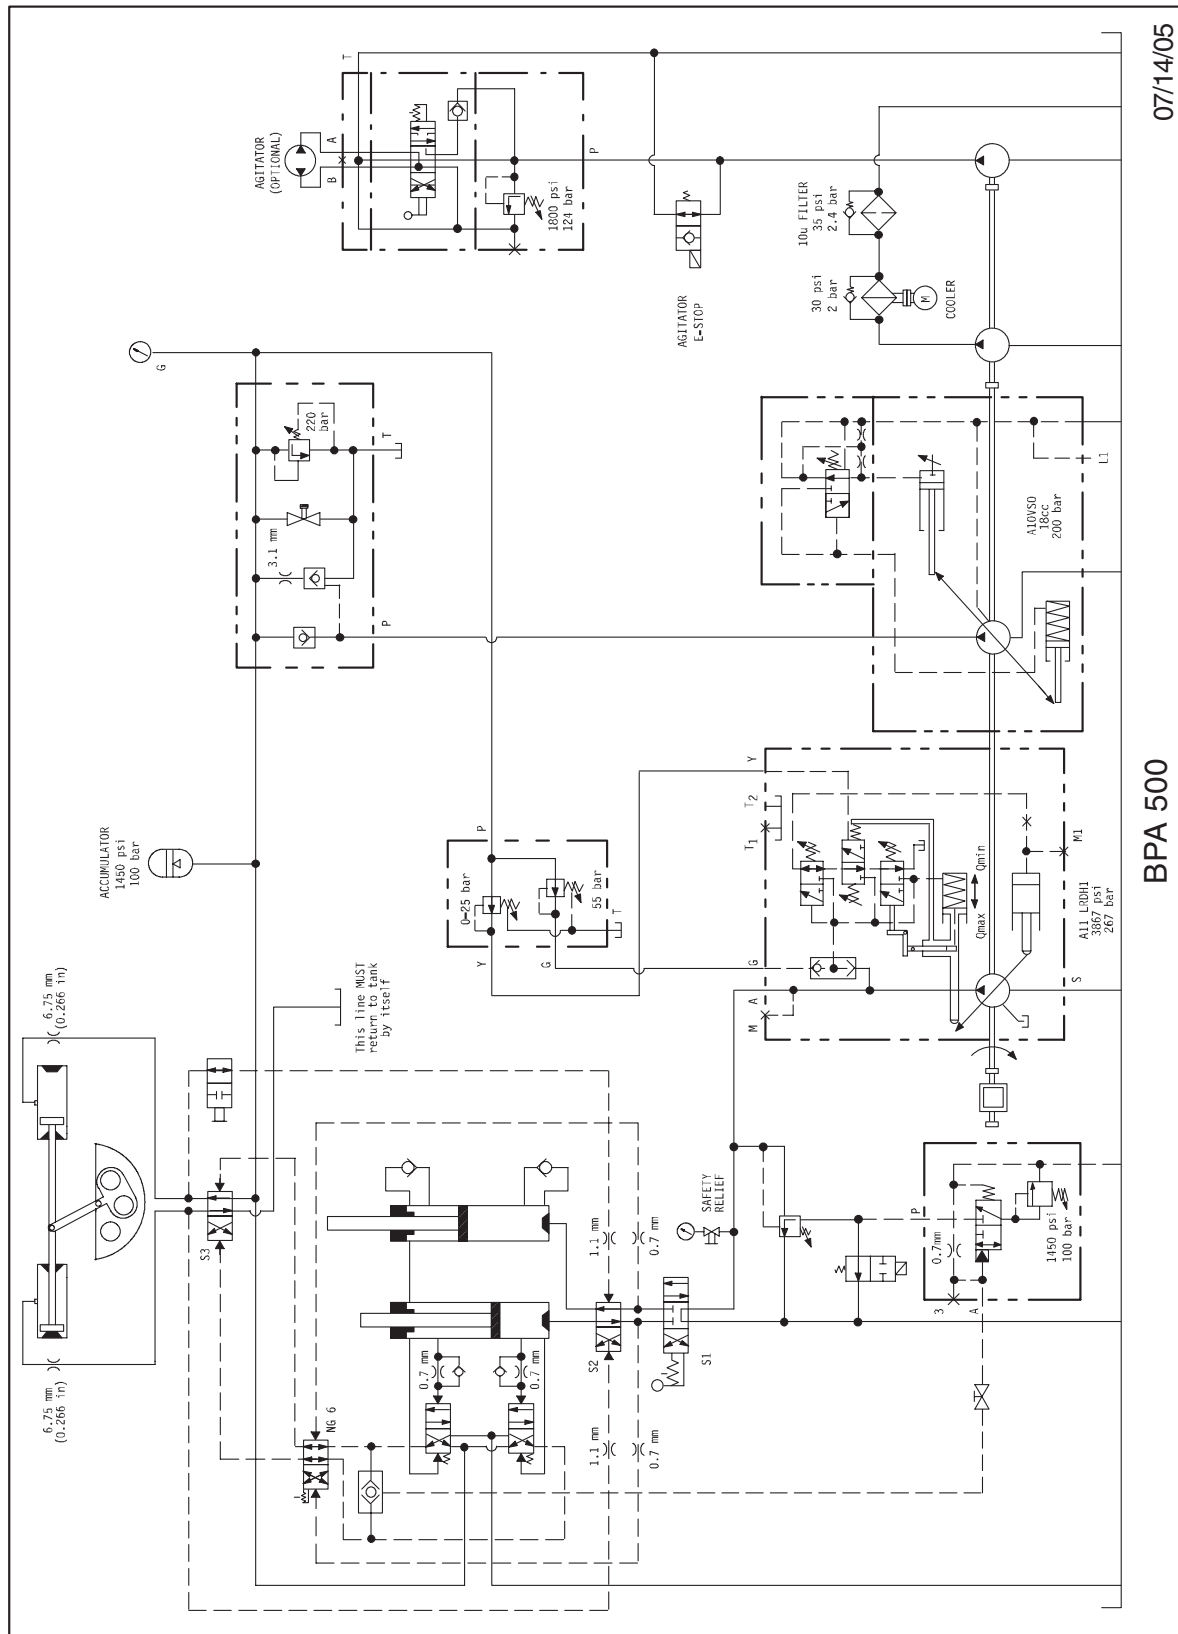 07/14/05
BPA 500
AGITATOR
(OPTIONAL)
B
A
T
1800 psi
124 bar
P
AGITATOR
E-STOP
10u FILTER
35 psi
2.4 bar
30 psi
2 bar
M
COOLER
G
220
bar
T
3.1 mm
P
A10VSO
18cc
200 bar
L1
ACCUMULATOR
1450 psi
100 bar
P
0-25 bar
55 bar
Y
G
T
Y
T2
T1
G
A
M
Qmax
Qmin
A11 LRDH1
3867 psi
267 bar
M1
S
6.75 mm
(0.266 in)
6.75 mm
(0.266 in)
This line MUST
return to tank
by itself
S3
NG 6
0.7 mm
0.7 mm
1.1 mm
0.7 mm
1.1 mm
0.7 mm
S2
S1
SAFETY
RELIEF
P
0.7mm
1450 psi
100 bar
3
A